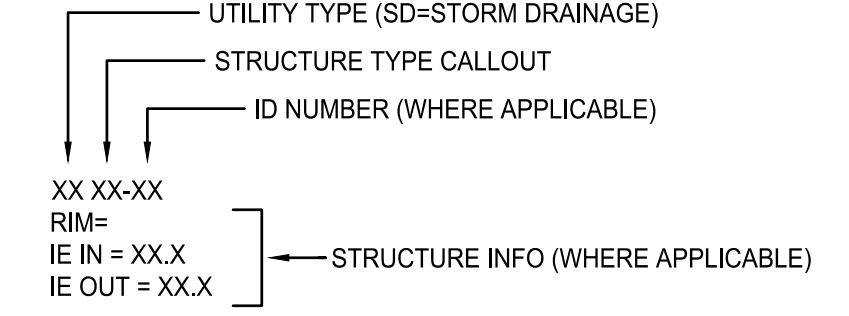 UTILITY TYPE (SD=STORM DRAINAGE)
STRUCTURE TYPE CALLOUT
ID NUMBER (WHERE APPLICABLE)
XX XX-XX
RIM=
IE IN = XX.X
STRUCTURE INFO (WHERE APPLICABLE)
IE OUT = XX.X